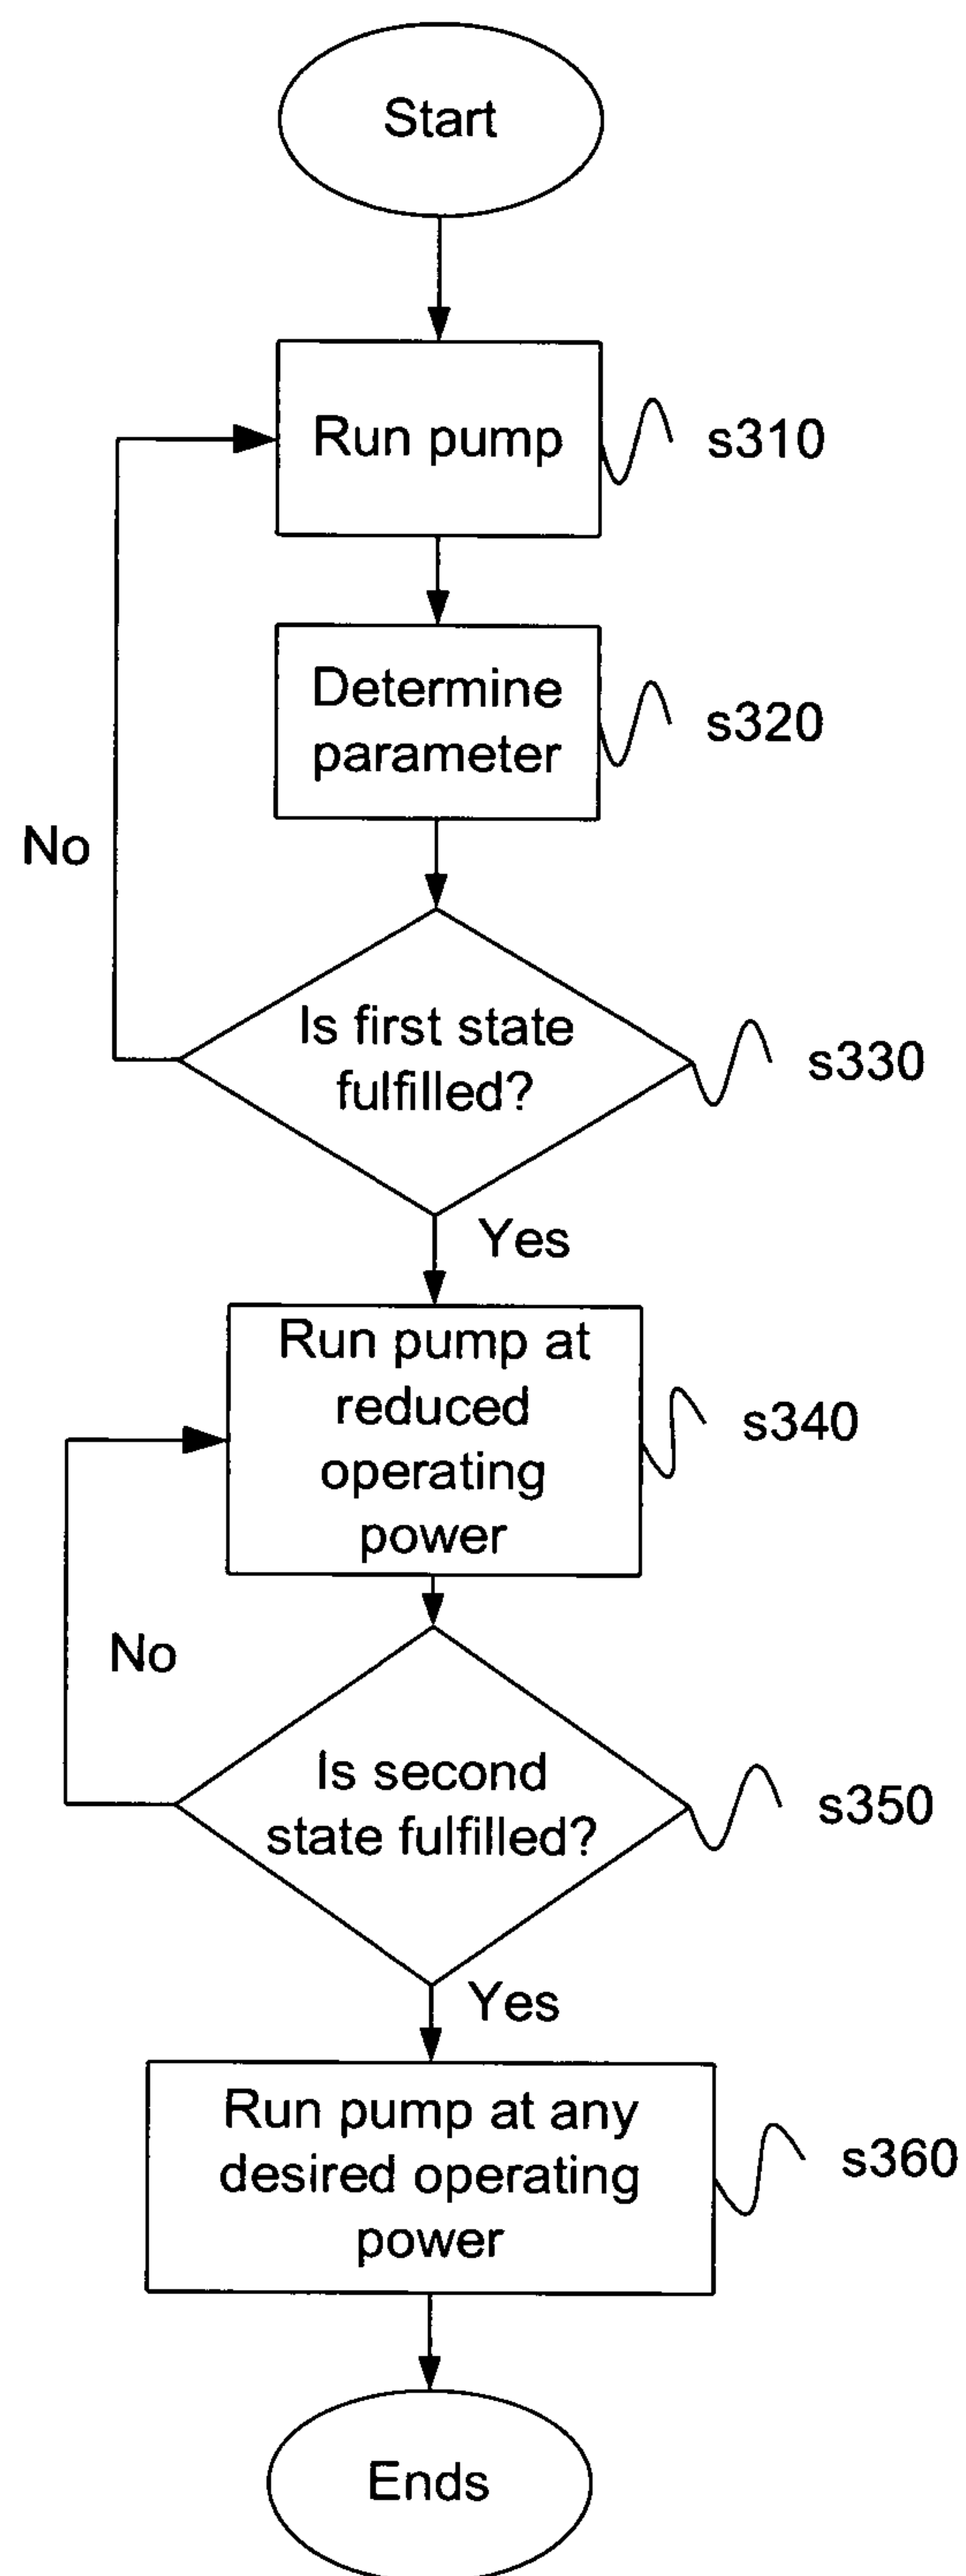 Start
Run pump
s310
Determine
parameter
s320
No
Is first state
fulfilled?
s330
Yes
Run pump at
reduced
operating
power
s340
No
Is second
state fulfilled?
s350
Yes
Run pump at any
desired operating
power
s360
Ends